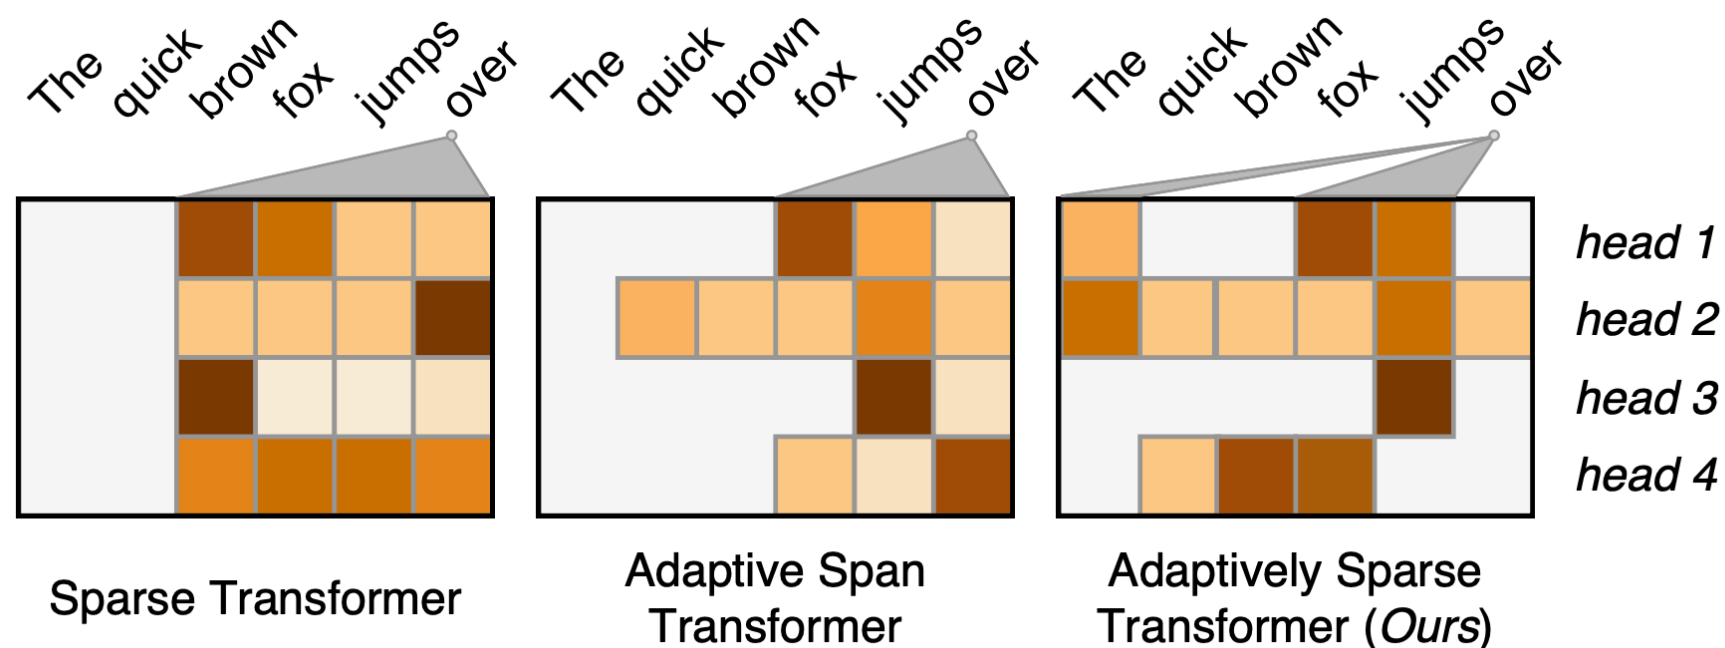 The quick brown fox jumps over
The quick brown fox jumps over
The quick brown fox jumps over
head 1
head 2
head 3
head 4
Sparse Transformer
Adaptive Span
Transformer
Adaptively Sparse
Transformer (Ours)